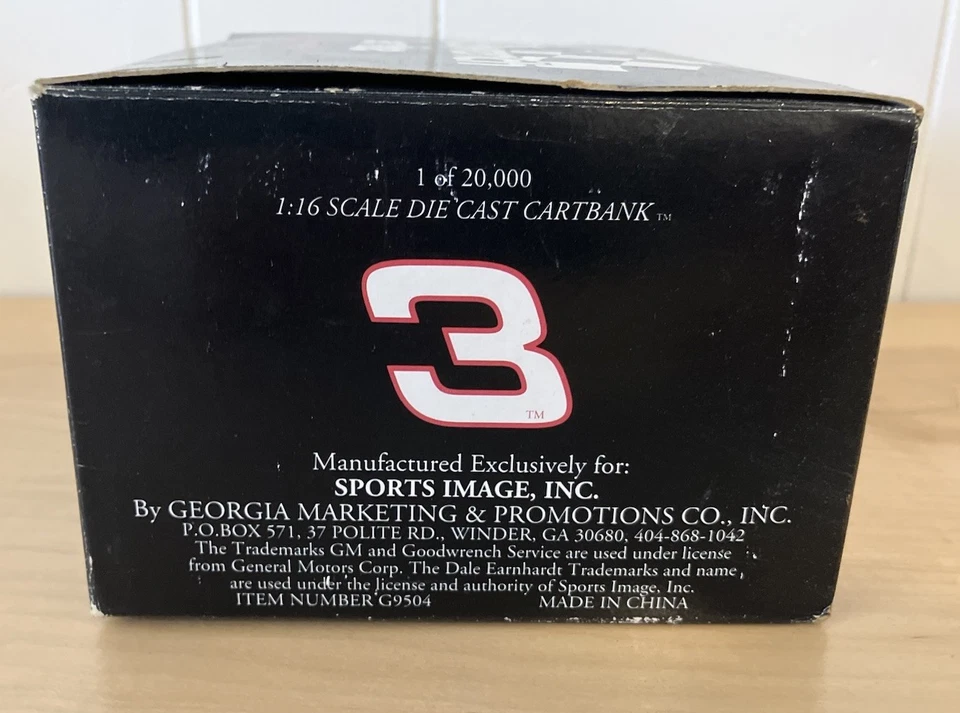 1 of 20,000
1:16 SCALE DIE CAST CARTBANK ™
3
TM
Manufactured Exclusively for:
SPORTS IMAGE, INC.
By GEORGIA MARKETING & PROMOTIONS CO., INC.
P.O.BOX 571, 37 POLITE RD., WINDER, GA 30680, 404-868-1042
The Trademarks GM and Goodwrench Service are used under license
from General Motors Corp. The Dale Earnhardt Trademarks and name,
are used under the license and authority of Sports Image, Inc.
ITEM NUMBER G9504 MADE IN CHINA